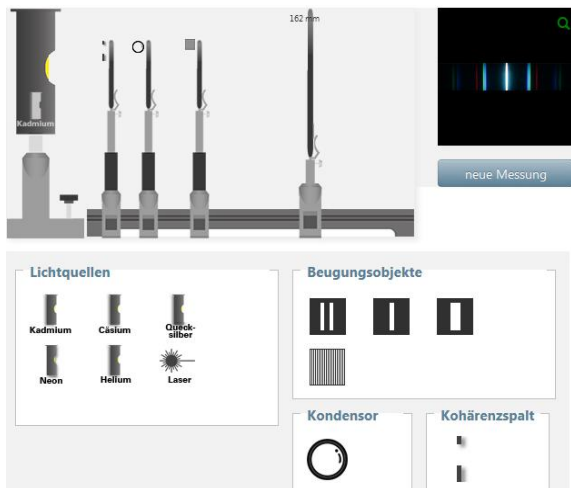 162 mm
Kadmium
neue Messung
Lichtquellen
Kadmium
Cäsium
Queck-
silber
Neon
Helium
Laser
Beugungsobjekte
Kondensor
Kohärenzspalt